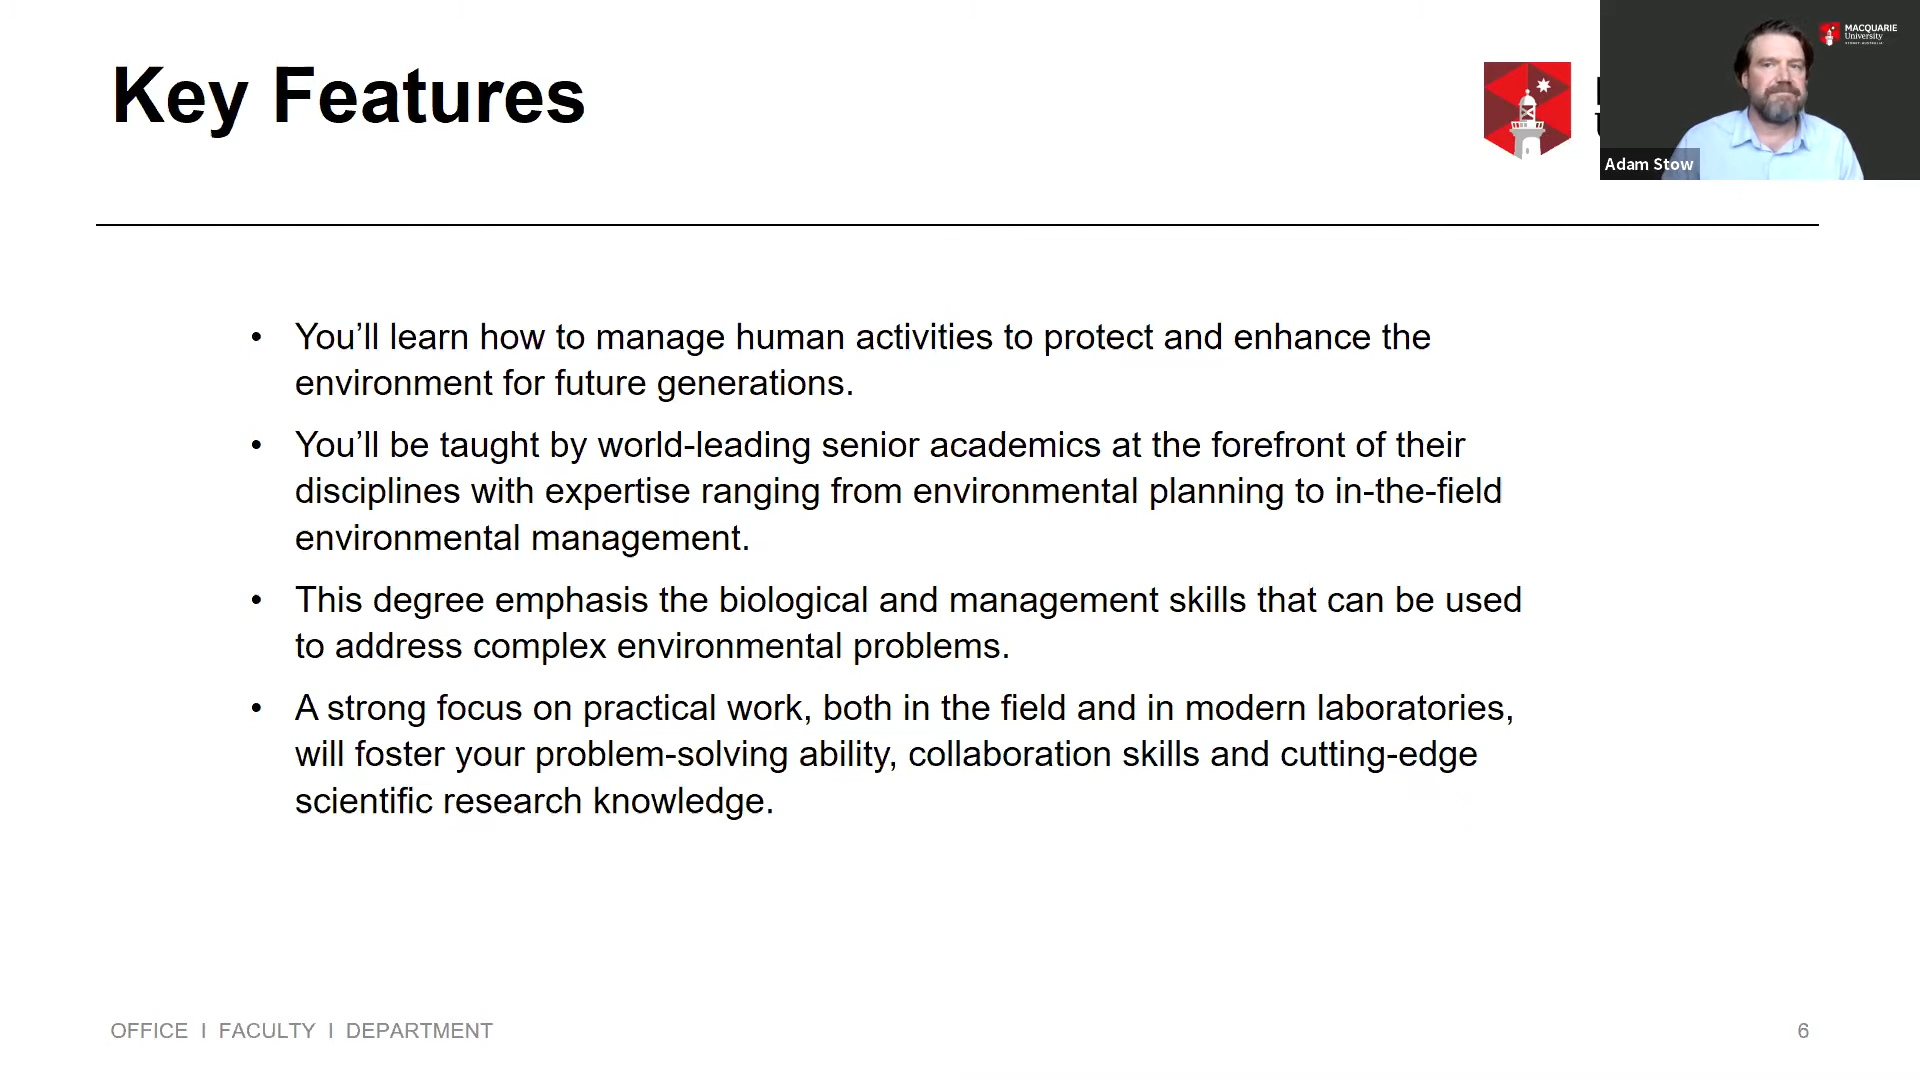 Key Features
MACQUARIE
University
SYDNEY·AUSTRALIA
Adam Stow
• You’ll learn how to manage human activities to protect and enhance the
environment for future generations.
• You’ll be taught by world-leading senior academics at the forefront of their
disciplines with expertise ranging from environmental planning to in-the-field
environmental management.
• This degree emphasis the biological and management skills that can be used
to address complex environmental problems.
• A strong focus on practical work, both in the field and in modern laboratories,
will foster your problem-solving ability, collaboration skills and cutting-edge
scientific research knowledge.
OFFICE I FACULTY I DEPARTMENT
6